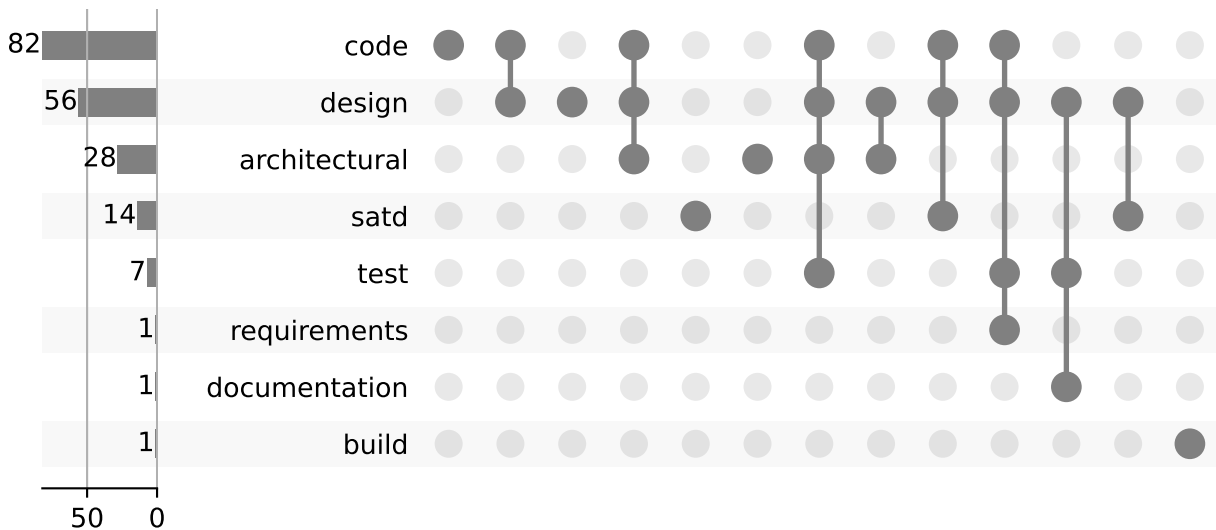 82 code
56 design
28 architectural
14 satd
7 test
1 requirements
1 documentation
1 build
50 0